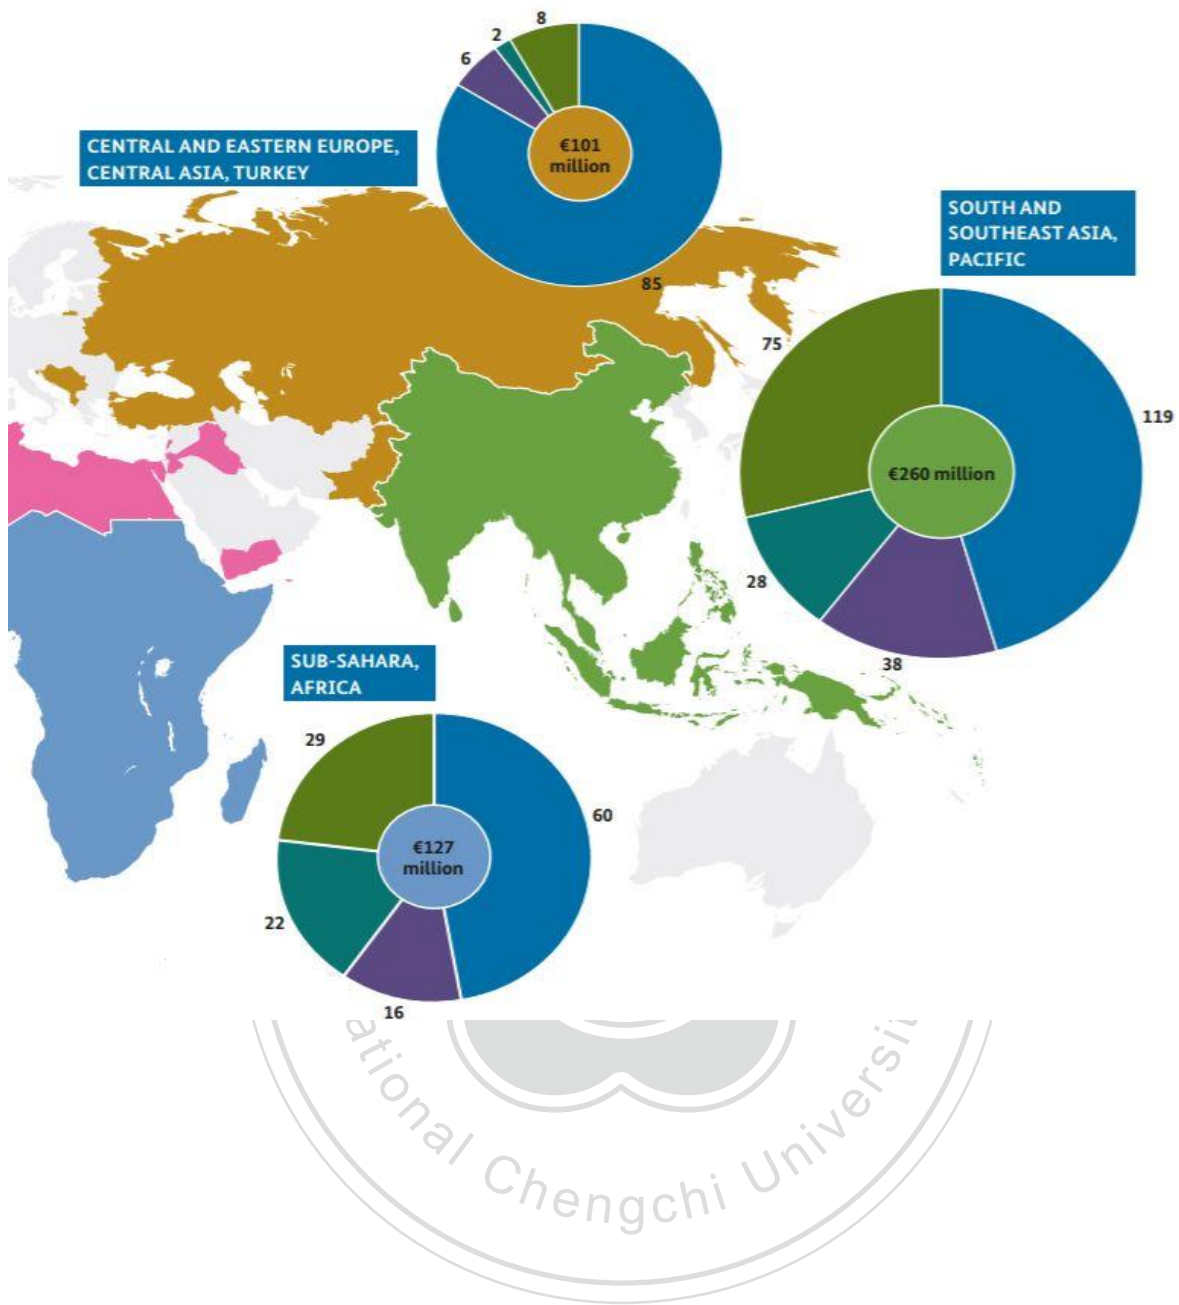 8
2
6
€101
million
CENTRAL AND EASTERN EUROPE,
CENTRAL ASIA, TURKEY
85
SOUTH AND
SOUTHEAST ASIA,
PACIFIC
75
119
€260 million
28
38
SUB-SAHARA,
AFRICA
29
60
€127
million
22
16
ational Chengchi Universit